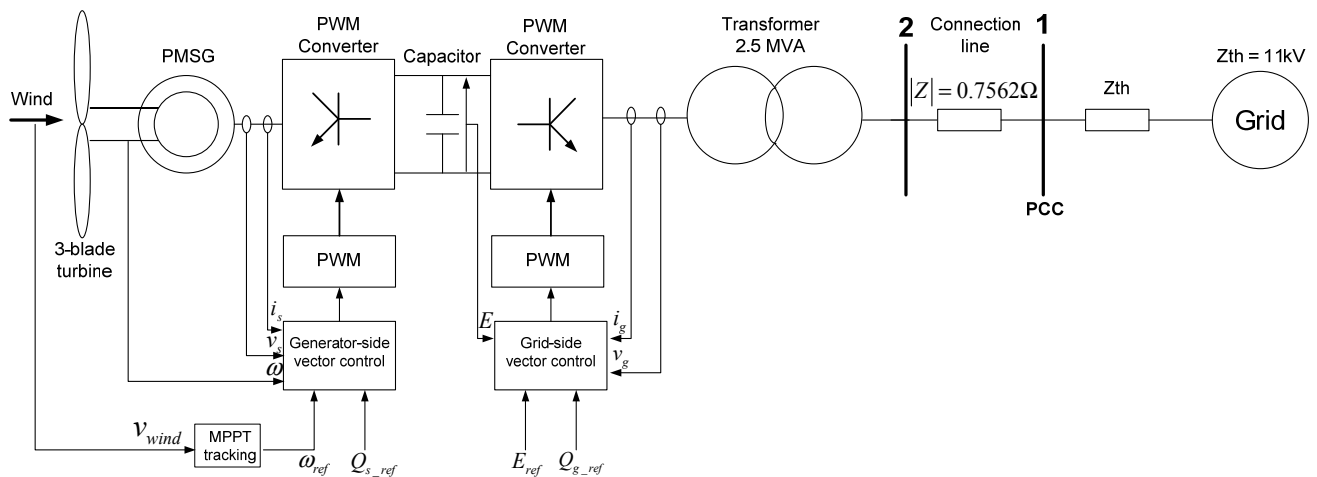 Wind
3-blade
turbine
PMSG
PWM
Converter
Capacitor
PWM
Converter
Transformer
2.5 MVA
2
Connection
line
|Z| = 0.7562Ω
1
PCC
Zth
Zth = 11kV
Grid
PWM
PWM
i_s
v_s
ω
Generator-side
vector control
E
Grid-side
vector control
i_g
v_g
v_wind
MPPT
tracking
ω_ref
Q_s_ref
E_ref
Q_g_ref